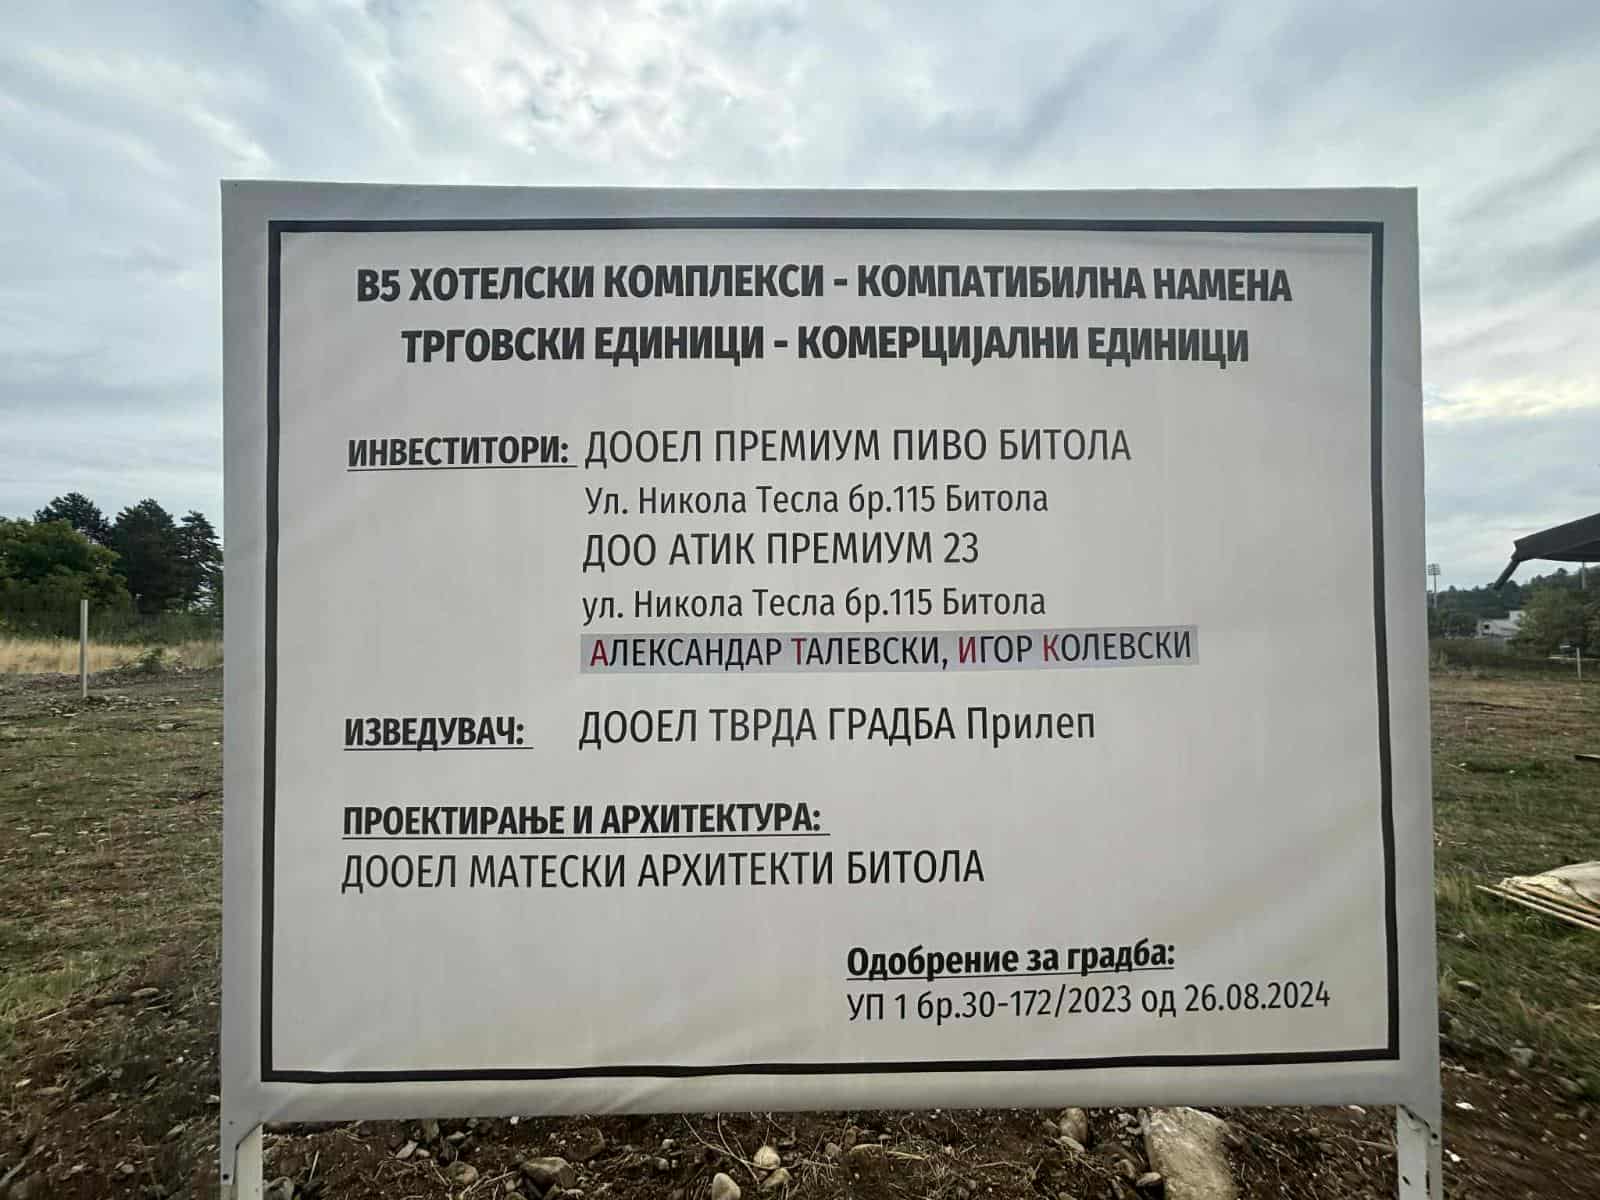 В5 ХОТЕЛСКИ КОМПЛЕКСИ - КОМПАТИБИЛНА НАМЕНА
ТРГОВСКИ ЕДИНИЦИ - КОМЕРЦИЈАЛНИ ЕДИНИЦИ
ИНВЕСТИТОРИ: ДООЕЛ ПРЕМИУМ ПИВО БИТОЛА
Ул. Никола Тесла бр.115 Битола
ДОО АТИК ПРЕМИУМ 23
ул. Никола Тесла бр.115 Битола
АЛЕКСАНДАР ТАЛЕВСКИ, ИГОР КОЛЕВСКИ
ИЗВЕДУВАЧ: ДООЕЛ ТВРДА ГРАДБА Прилеп
ПРОЕКТИРАЊЕ И АРХИТЕКТУРА:
ДООЕЛ МАТЕСКИ АРХИТЕКТИ БИТОЛА
Одобрение за градба:
УП 1 бр.30-172/2023 од 26.08.2024